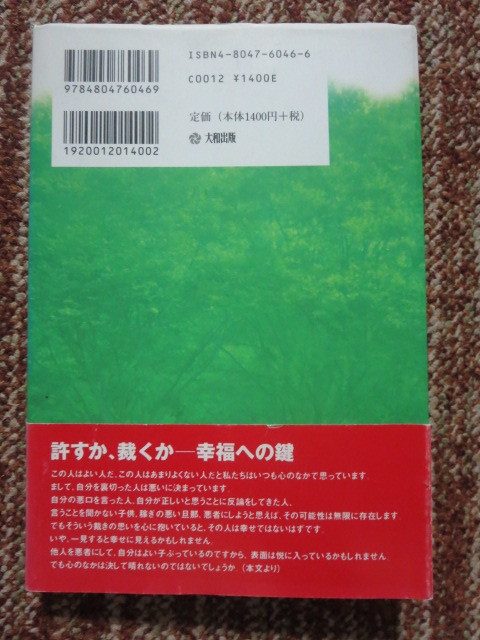 ISBN4-8047-6046-6
C0012 ¥1400E
9784804760469
定価（本体1400円＋税）
大和出版
1920012014002
許すか、裁くか─幸福への鍵
この人はよい人だ、この人はあまりよくない人だと私たちはいつも心のなかで思っています.
まして、自分を裏切った人は悪いに決まっています.
自分の悪口を言った人、自分が正しいと思うことに反論をしてきた人、
言うことを聞かない子供、稼ぎの悪い旦那、悪者にしようと思えば、その可能性は無限に存在します.
でもそういう裁きの思いを心に抱いていると、その人は幸せではないはずです.
いや、一見すると幸せに見えるかもしれません.
他人を悪者にして、自分はよい子ぶっているのですから、表面は悦に入っているかもしれません.
でも心のなかは決して晴れないのではないでしょうか（本文より）